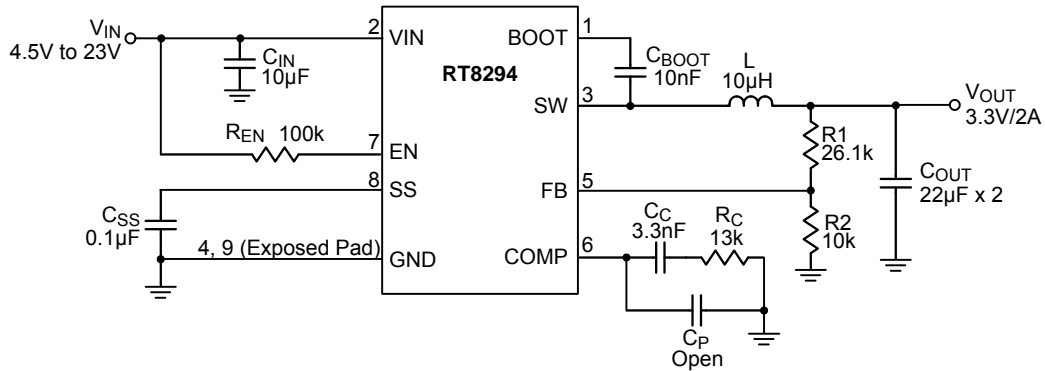 VIN
4.5V to 23V
CIN
10µF
REN 100k
CSS
0.1µF
4, 9 (Exposed Pad)
2
7
8
VIN
EN
SS
GND
RT8294
BOOT
SW
FB
COMP
1
3
5
6
CBOOT
10nF
L
10µH
VOUT
3.3V/2A
R1
26.1k
COUT
22µF x 2
R2
10k
CC
3.3nF
RC
13k
CP
Open